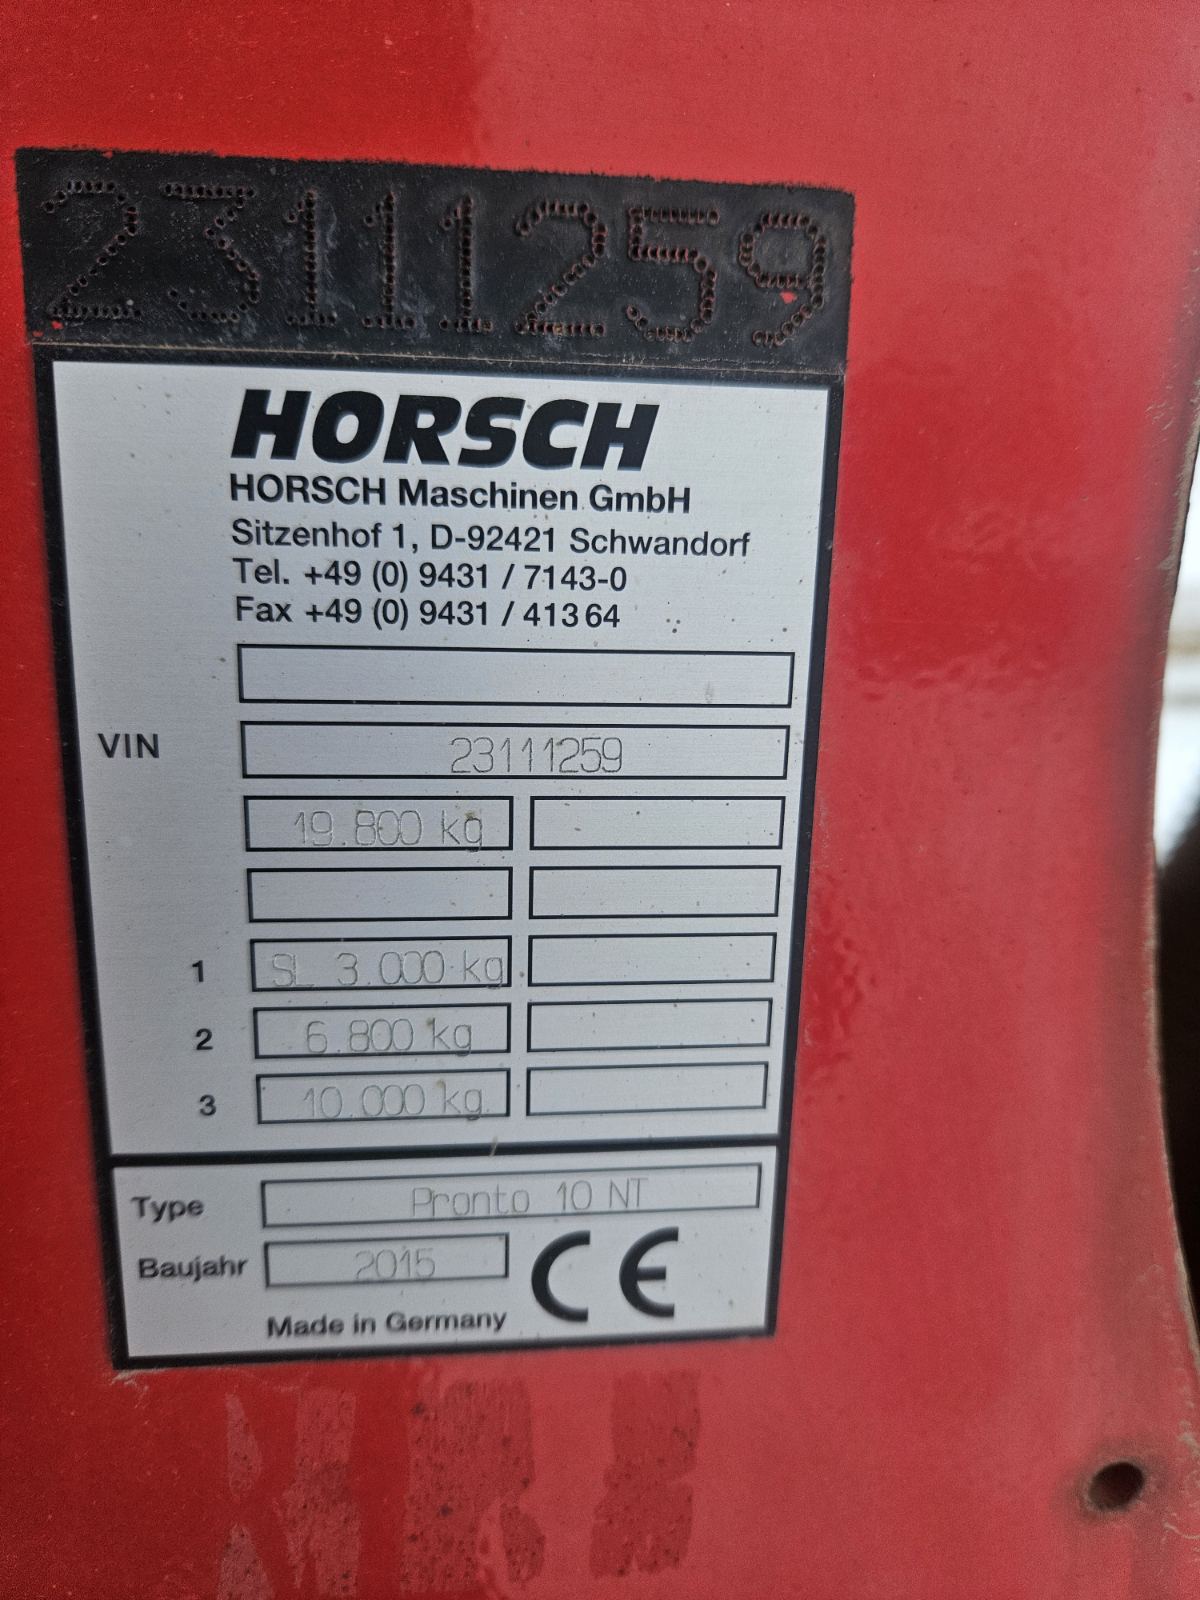 23111259
HORSCH
HORSCH Maschinen GmbH
Sitzenhof 1, D-92421 Schwandorf
Tel. +49 (0) 9431 / 7143-0
Fax +49 (0) 9431 / 41364
VIN 23111259
19.800 kg
1 SL 3.000 kg
2 6.800 kg
3 10.000 kg
Type Pronto 10 NT
Baujahr 2015 CE
Made in Germany